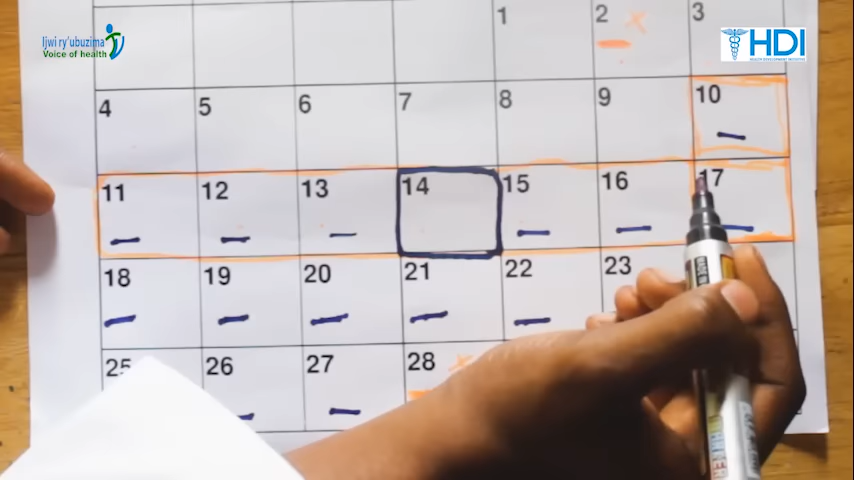 Ijwi ry'ubuzima
Voice of health
HDI
1 2 3
4 5 6 7 8 9 10
11 12 13 14 15 16 17
18 19 20 21 22 23
25 26 27 28